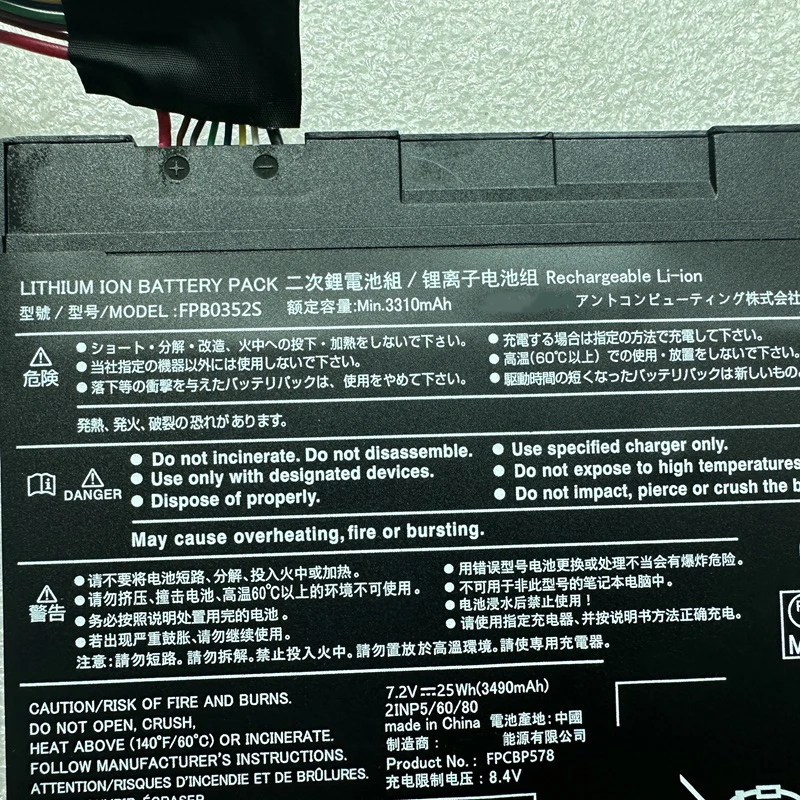 LITHIUM ION BATTERY PACK 二次鋰電池組 / 锂离子电池组 Rechargeable Li-ion
型號 / 型号/MODEL :FPB0352S 额定容量:Min.3310mAh アントコンピューティング株式会社
危険
●ショート・分解・改造、火中への投下・加熱をしないで下さい。
●当社指定の機器以外には使用しないで下さい。
●落下等の衝撃を与えたバッテリパックは、使用をやめて下さい。
●充電する場合は指定の方法で充電して下さい。
●高温(60℃以上）での使用・放置をしないで下さい。
●駆動時間の短くなったバッテリパックは新しいもの
発熱、発火、破裂の恐れがあります。
DANGER
● Do not incinerate. Do not disassemble.
● Use only with designated devices.
● Dispose of properly.
● Use specified charger only.
● Do not expose to high temperatures
● Do not impact, pierce or crush the b
May cause overheating,fire or bursting.
警告
●请不要将电池短路、分解、投入火中或加热。
●请勿挤压、撞击电池、高温60℃以上的环境不可使用。
●务必按照说明处置用完的电池。
●若出现严重鼓胀、请勿继续使用。
●用错误型号电池更换或处理不当会有爆炸危险。
●不可用于非此型号的笔记本电脑中。
●电池浸水后禁止使用！
●请使用指定充电器、并按说明书方法正确充电。
注意:請勿短路。請勿拆解。禁止投入火中。請勿置放於高溫環境。請使專用充電器。
CAUTION/RISK OF FIRE AND BURNS.
DO NOT OPEN, CRUSH,
HEAT ABOVE (140°F/60°C) OR INCINERATE.
FOLLOW MANUFACTURER'S INSTRUCTIONS.
ATTENTION/RISQUES D'INCENDIE ET DE BRÛLURES.
7.2V⎓25Wh(3490mAh)
2INP5/60/80
made in China 電池產地:中國
制造商: 能源有限公司
Product No.: FPCBP578
充电限制电压:8.4V